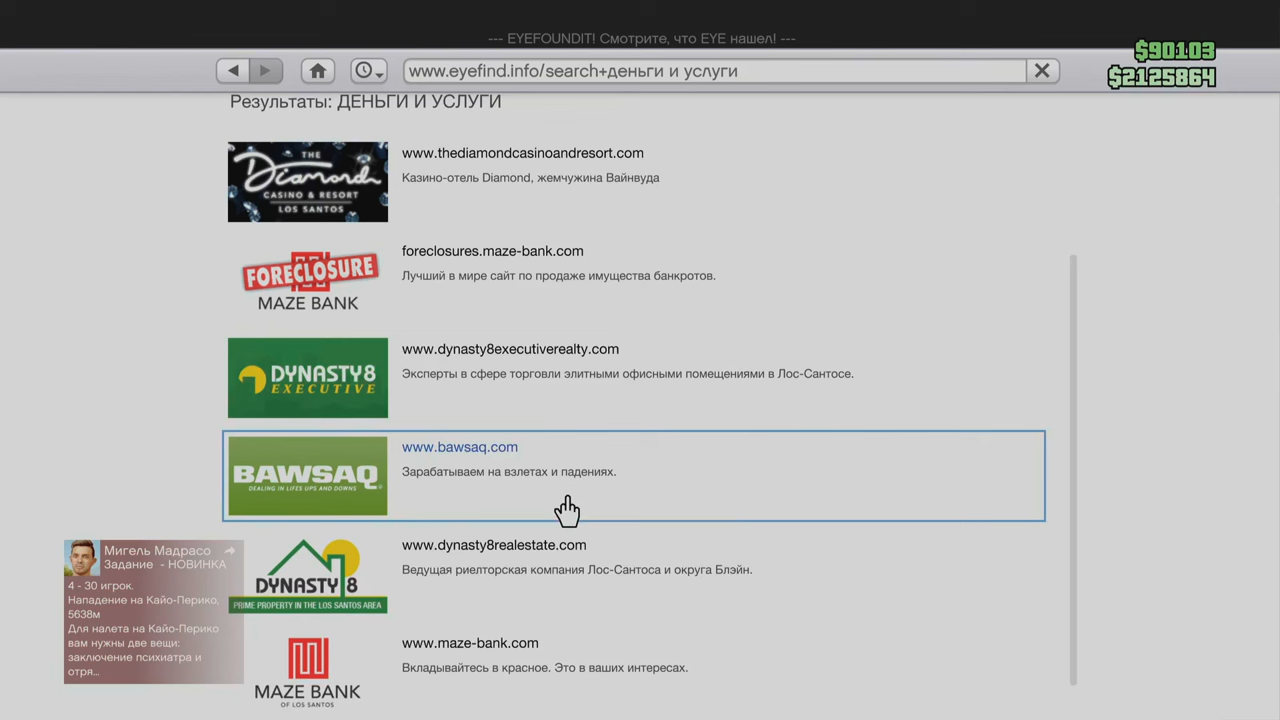 --- EYEFOUNDIT! Смотрите, что EYE нашел! ---
$90103
www.eyefind.info/search+деньги и услуги
$2125864
Результаты: ДЕНЬГИ И УСЛУГИ
THE
Diamond
CASINO & RESORT
LOS SANTOS
www.thediamondcasinoandresort.com
Казино-отель Diamond, жемчужина Вайнвуда
FORECLOSURE
MAZE BANK
foreclosures.maze-bank.com
Лучший в мире сайт по продаже имущества банкротов.
DYNASTY 8
EXECUTIVE
www.dynasty8executiverealty.com
Эксперты в сфере торговли элитными офисными помещениями в Лос-Сантосе.
BAWSAQ
DEALING IN LIFES UPS AND DOWNS
www.bawsaq.com
Зарабатываем на взлетах и падениях.
Мигель Мадрасо
Задание - НОВИНКА
4 - 30 игрок.
Нападение на Кайо-Перико,
5638м
Для налета на Кайо-Перико
вам нужны две вещи:
заключение психиатра и
отря...
DYNASTY 8
PRIME PROPERTY IN THE LOS SANTOS AREA
www.dynasty8realestate.com
Ведущая риелторская компания Лос-Сантоса и округа Блэйн.
MAZE BANK
OF LOS SANTOS
www.maze-bank.com
Вкладывайтесь в красное. Это в ваших интересах.